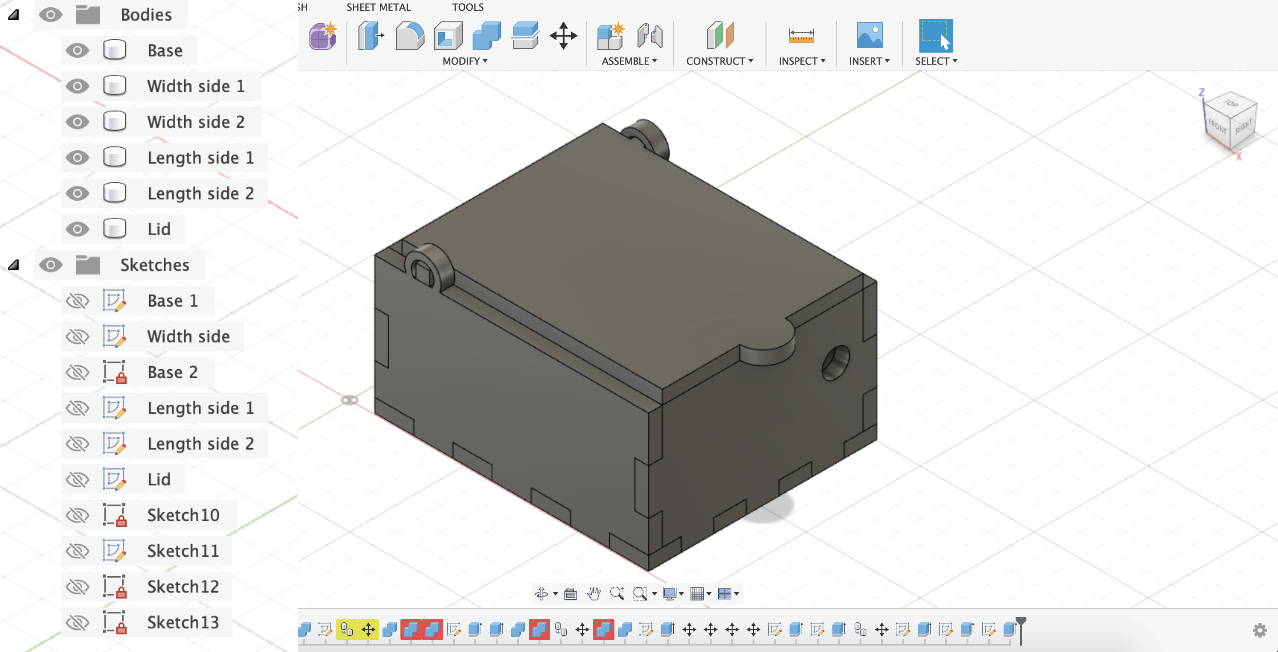 Bodies
Base
Width side 1
Width side 2
Length side 1
Length side 2
Lid
Sketches
Base 1
Width side
Base 2
Length side 1
Length side 2
Lid
Sketch10
Sketch11
Sketch12
Sketch13
SH SHEET METAL TOOLS
MODIFY ASSEMBLE CONSTRUCT INSPECT INSERT SELECT
Z
TOP
FRONT RIGHT
X